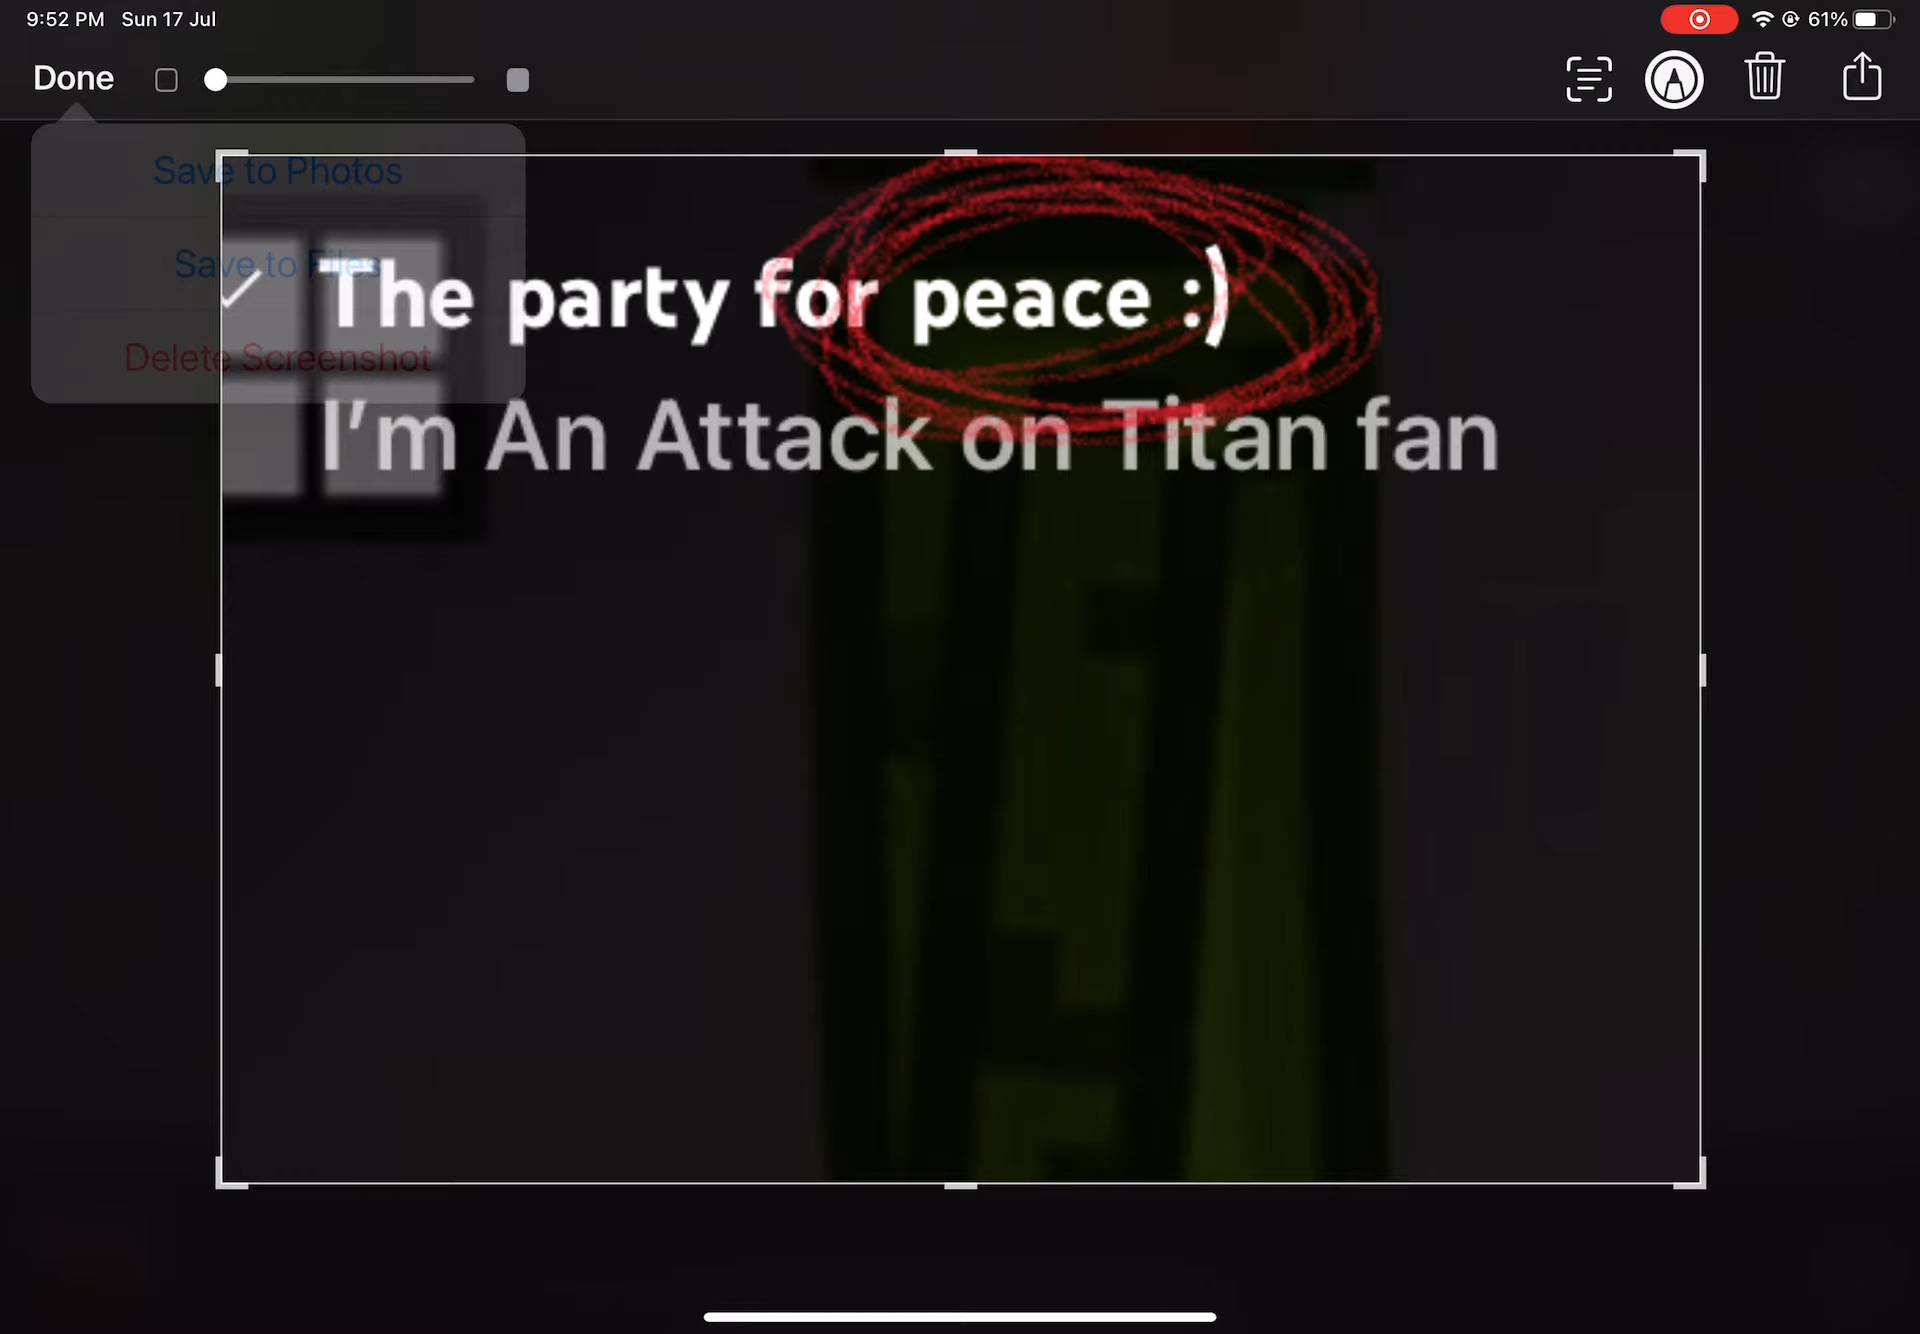 9:52 PM Sun 17 Jul
61%
Done
Save to Photos
Save to Files
Delete Screenshot
The party for peace :)
I'm An Attack on Titan fan